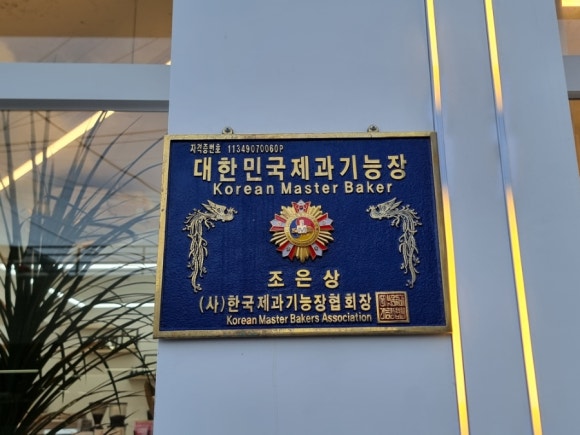 자격증번호 11349070060P
대한민국제과기능장
Korean Master Baker
조은상
(사)한국제과기능장협회장
Korean Master Bakers Association